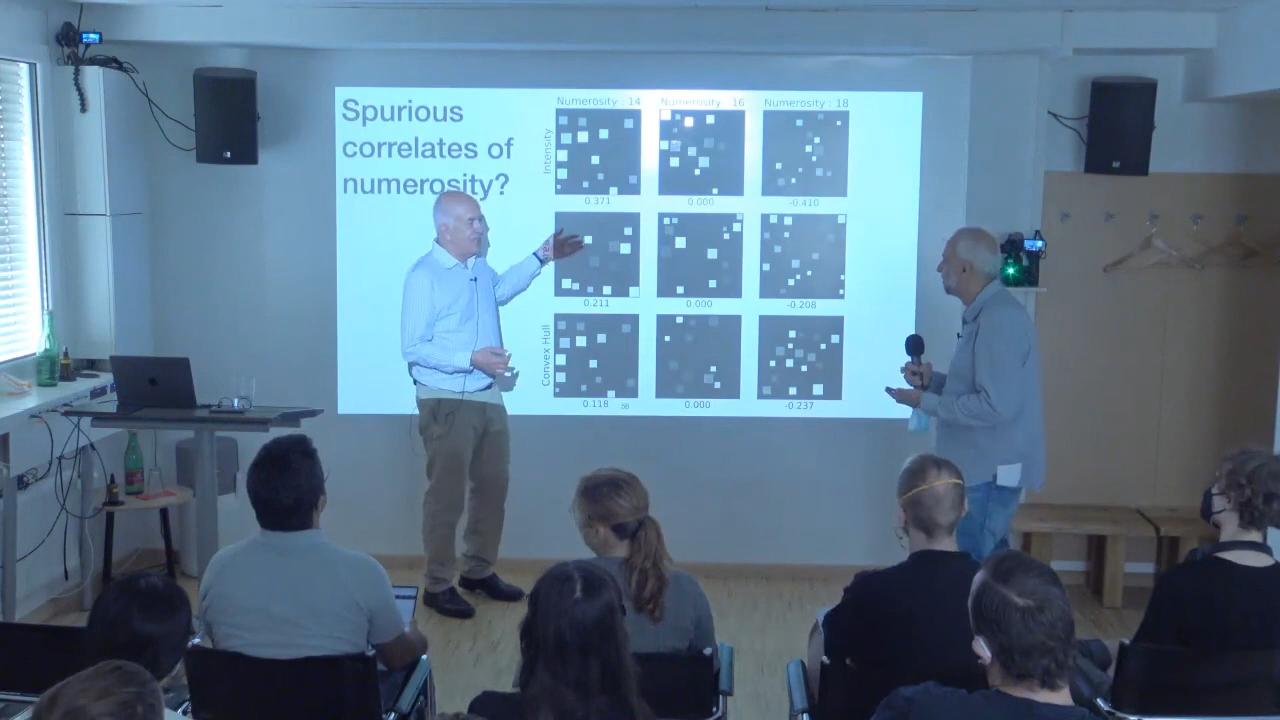 Spurious
correlates of
numerosity?
Numerosity : 14
Numerosity 16
Numerosity : 18
Intensity
0.371
0.000
-0.410
0.211
0.000
-0.208
Convex Hull
0.118
0.000
-0.237